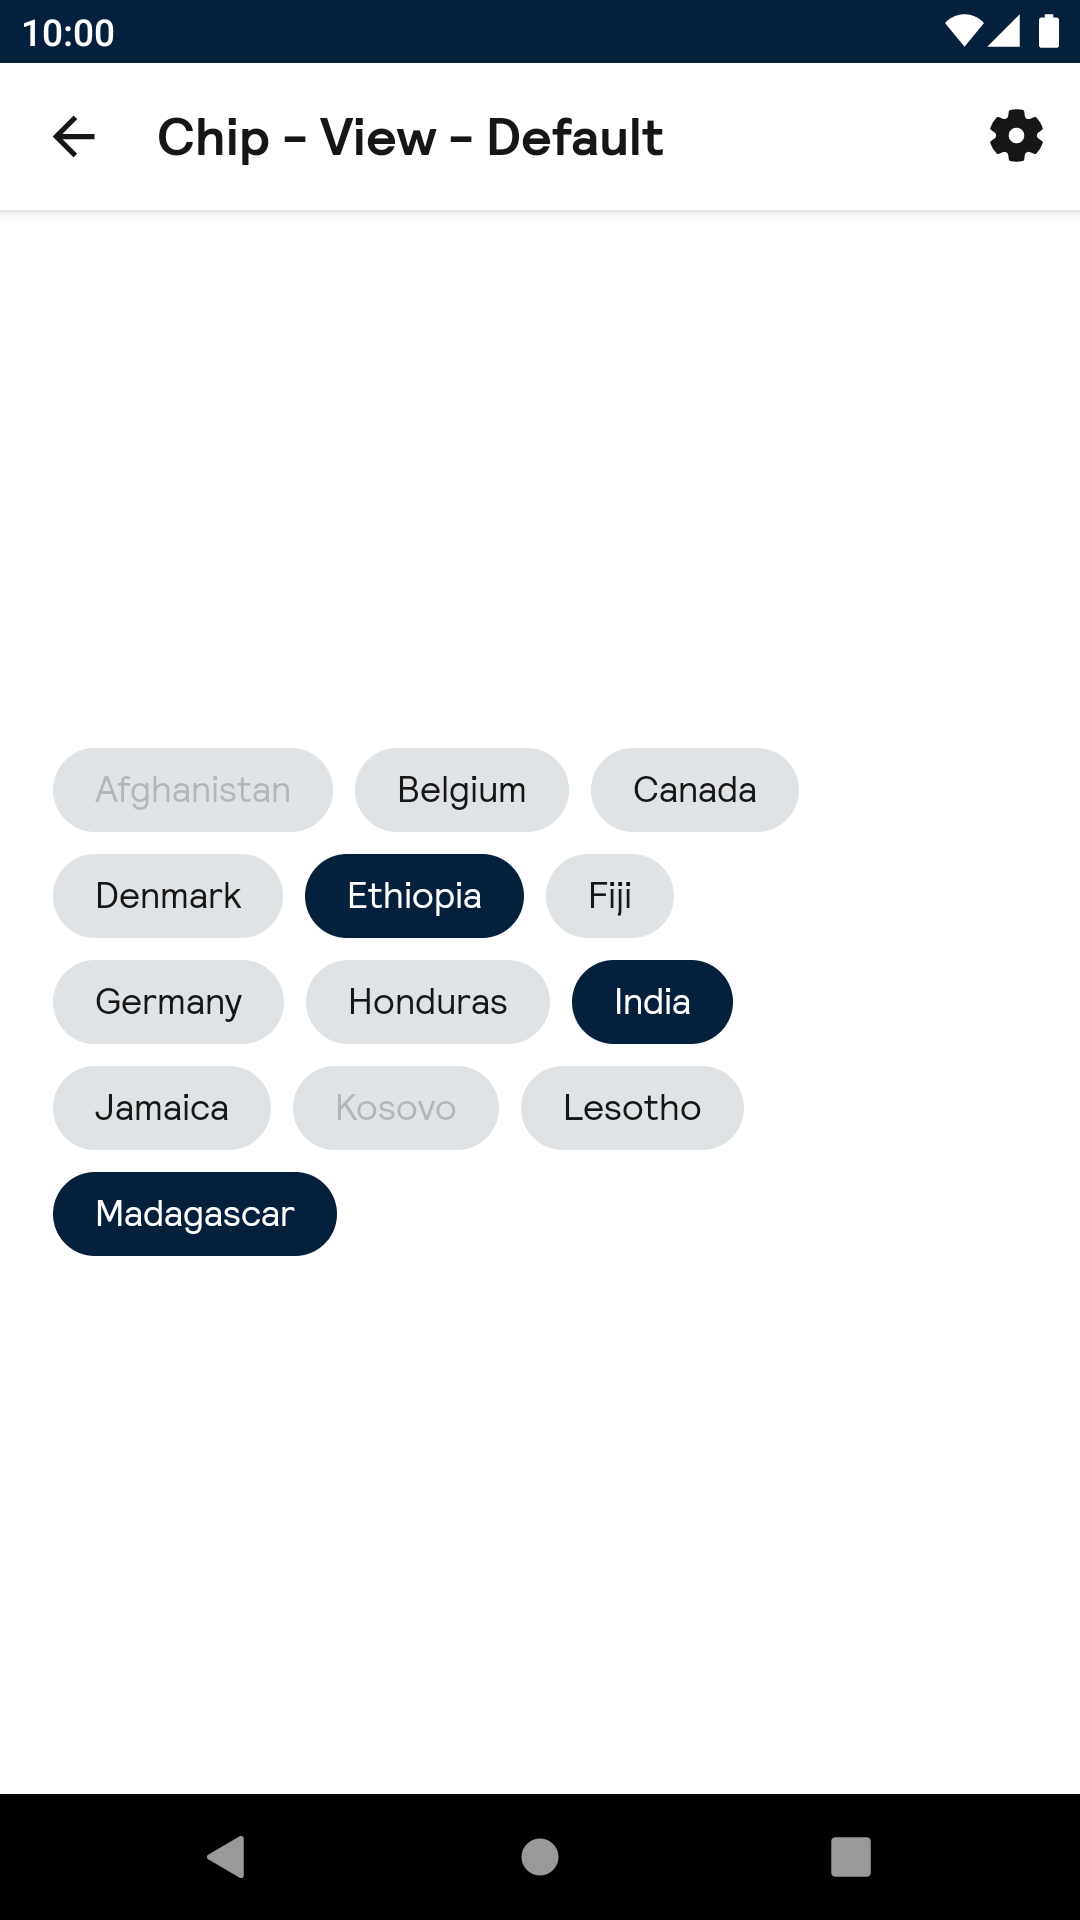 10:00
Chip - View - Default
Afghanistan Belgium Canada
Denmark Ethiopia Fiji
Germany Honduras India
Jamaica Kosovo Lesotho
Madagascar